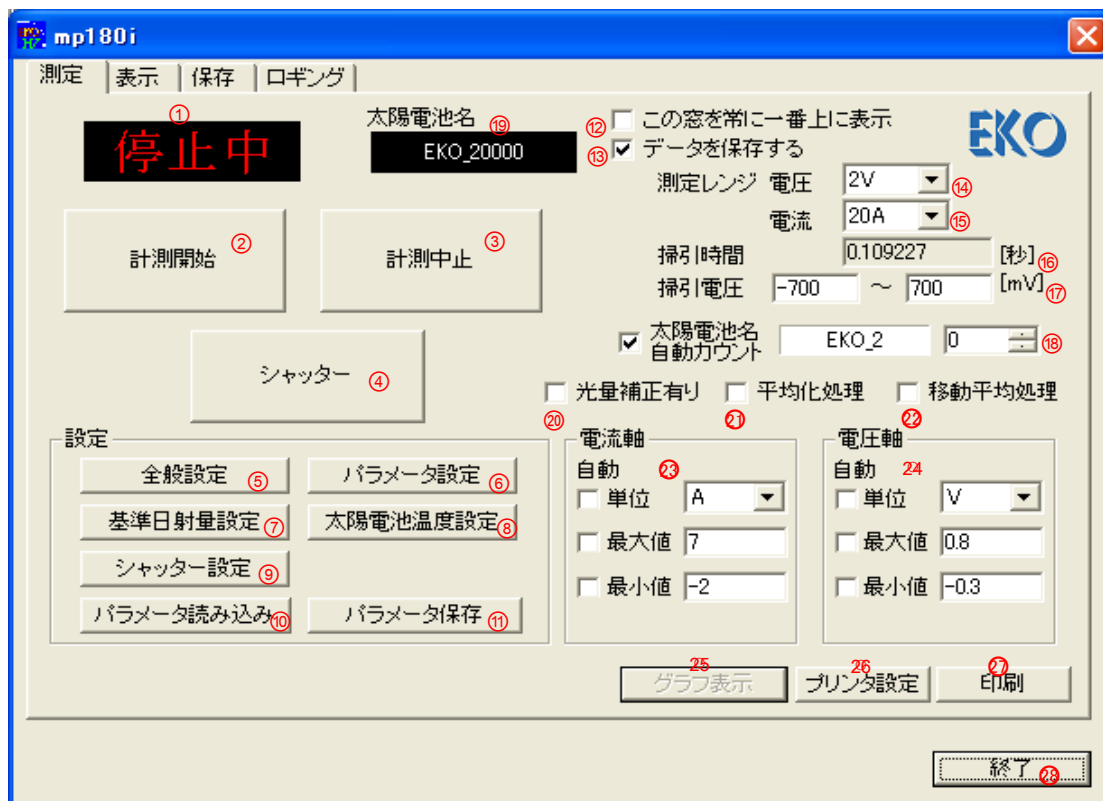 mp180i
測定 表示 保存 ロギング
① 太陽電池名 ⑲ ⑫ この窓を常に一番上に表示 EKO
停止中 EKO_20000 ⑬ データを保存する
測定レンジ 電圧 2V ⑭
電流 20A ⑮
計測開始 ② 計測中止 ③ 掃引時間 0.109227 [秒] ⑯
掃引電圧 -700 ～ 700 [mV] ⑰
太陽電池名 自動カウント EKO_2 0 ⑱
シャッター ④
光量補正有り 平均化処理 移動平均処理
⑳ ㉑ ㉒
設定 電流軸 電圧軸
全般設定 ⑤ パラメータ設定 ⑥ 自動 ㉓ 自動 24
単位 A 単位 V
基準日射量設定 ⑦ 太陽電池温度設定 ⑧ 最大値 7 最大値 0.8
シャッター設定 ⑨ 最小値 -2 最小値 -0.3
パラメータ読み込み ⑩ パラメータ保存 ⑪
25 26 ㉗
グラフ表示 プリンタ設定 印刷
終了 ㉘